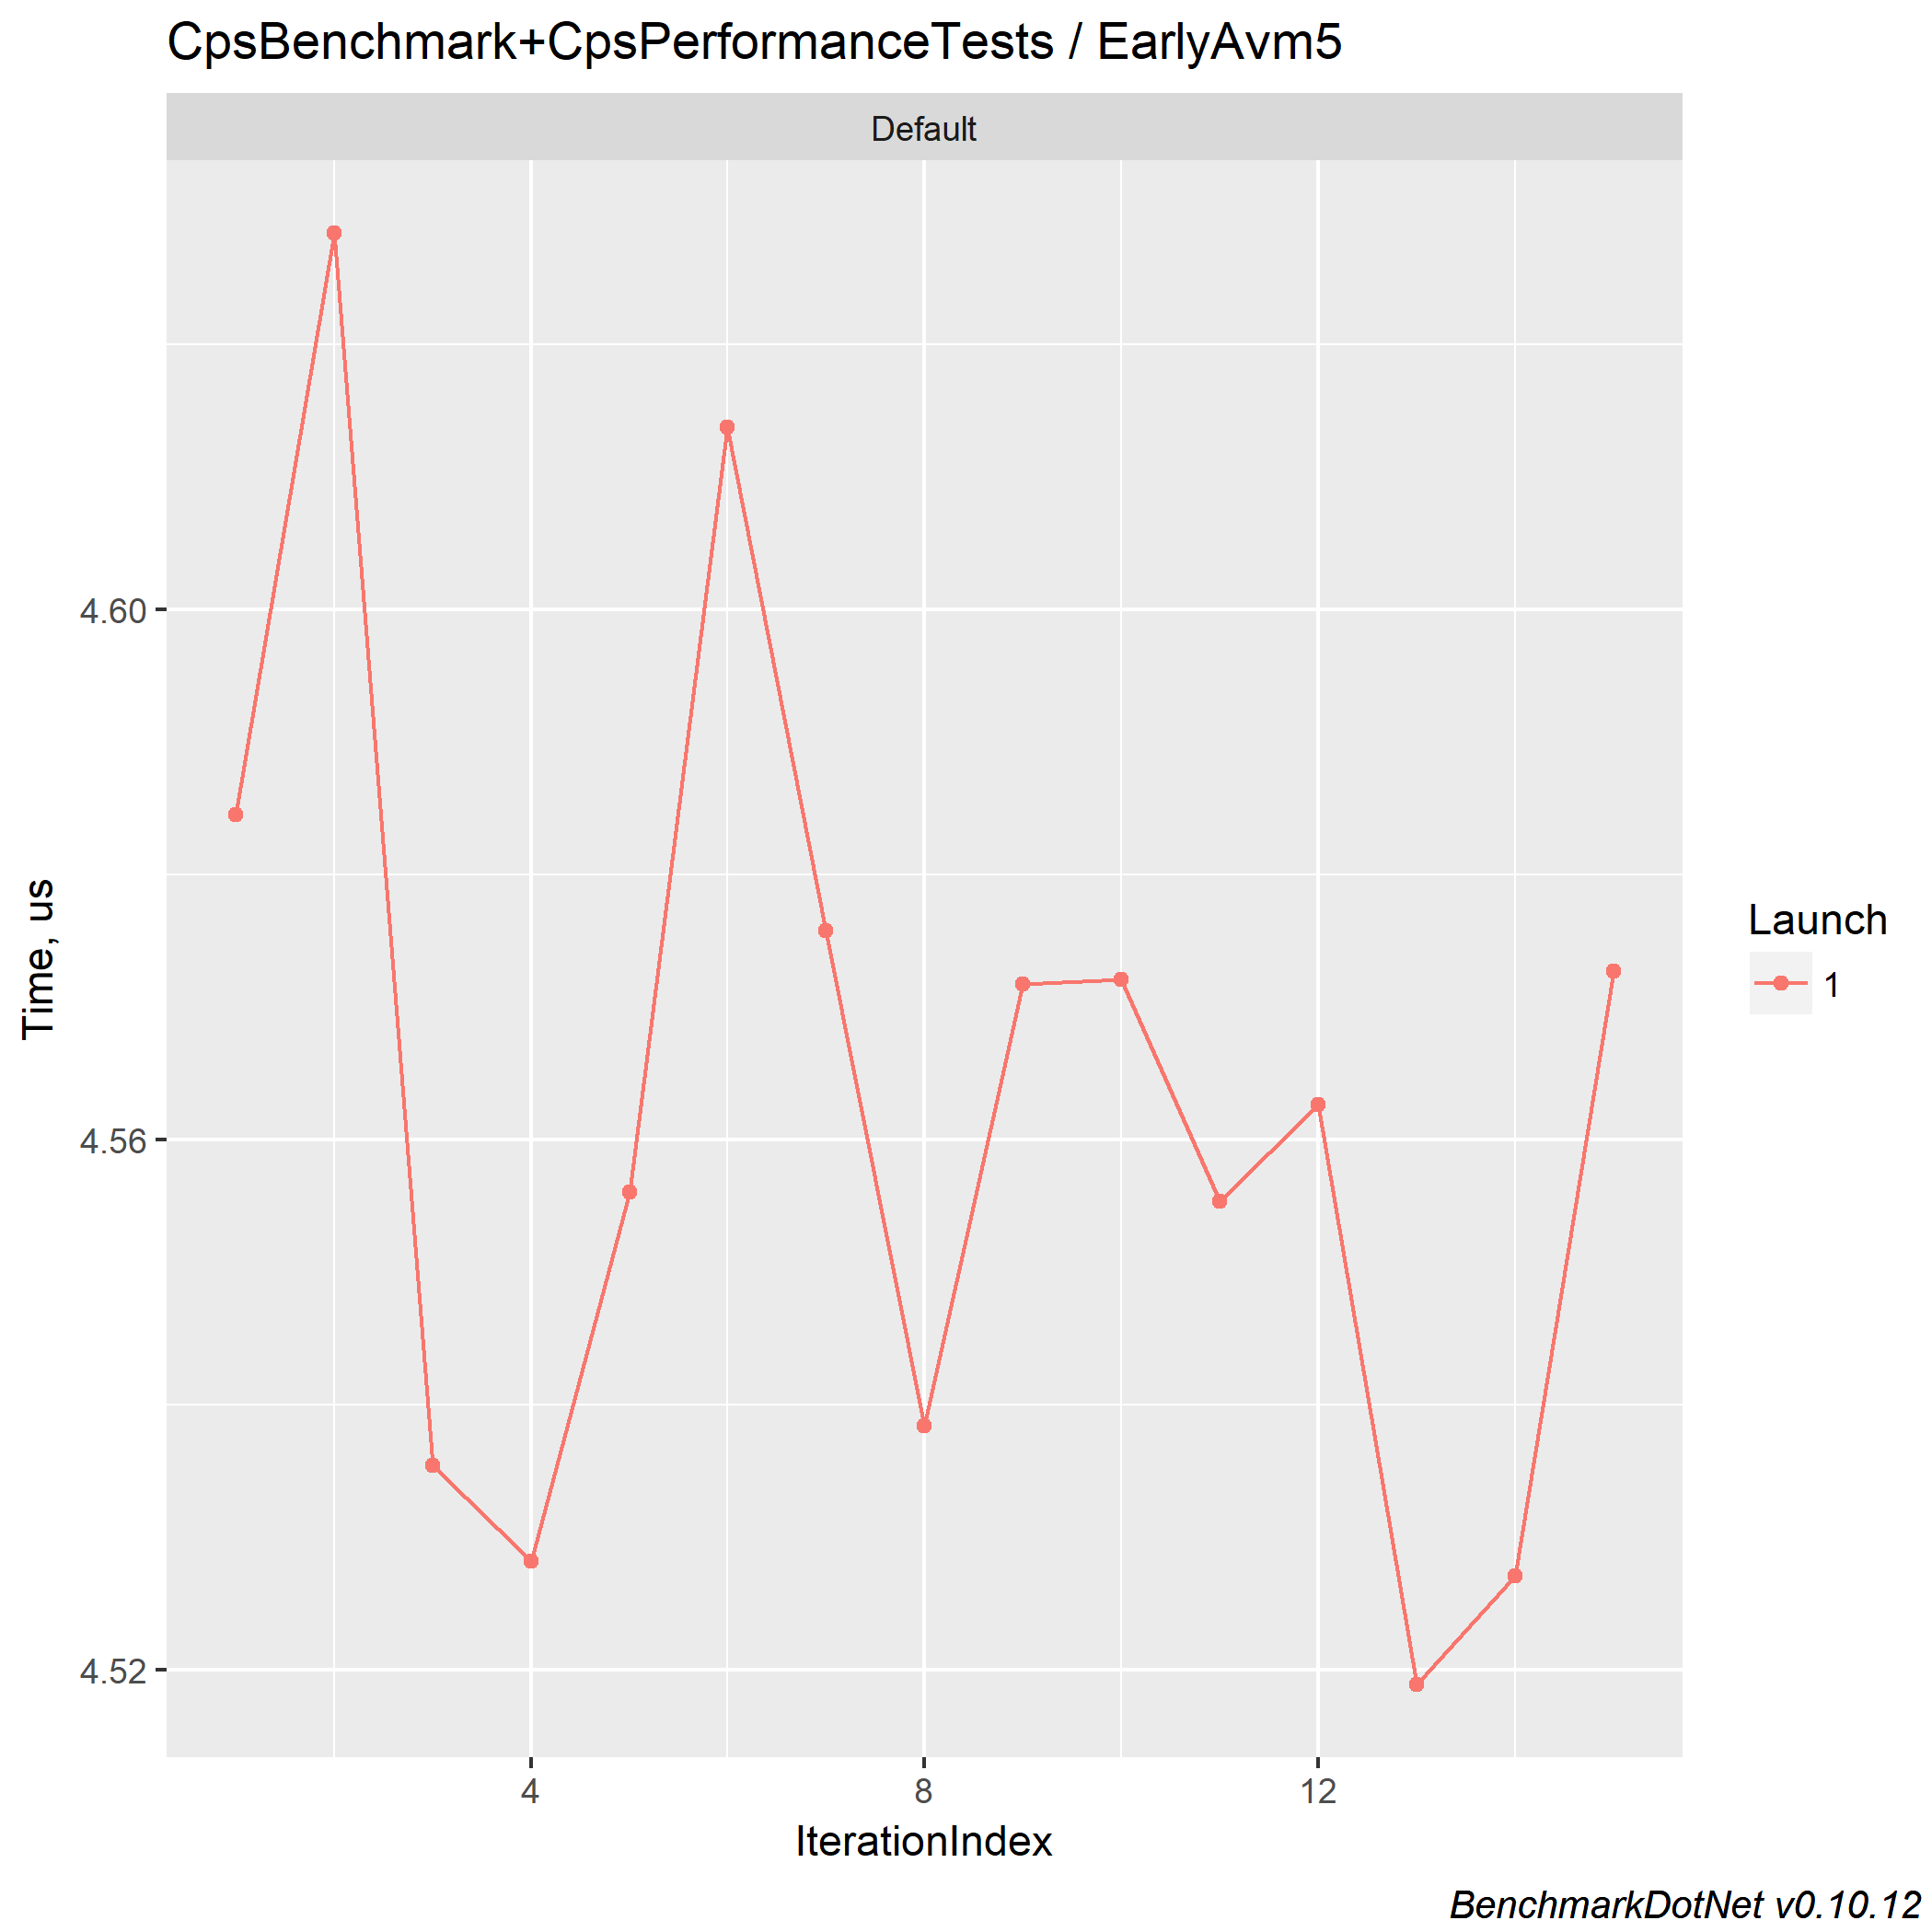 CpsBenchmark+CpsPerformanceTests / EarlyAvm5
Default
4.60
4.56
4.52
Time, us
4
8
12
IterationIndex
Launch
1
BenchmarkDotNet v0.10.12